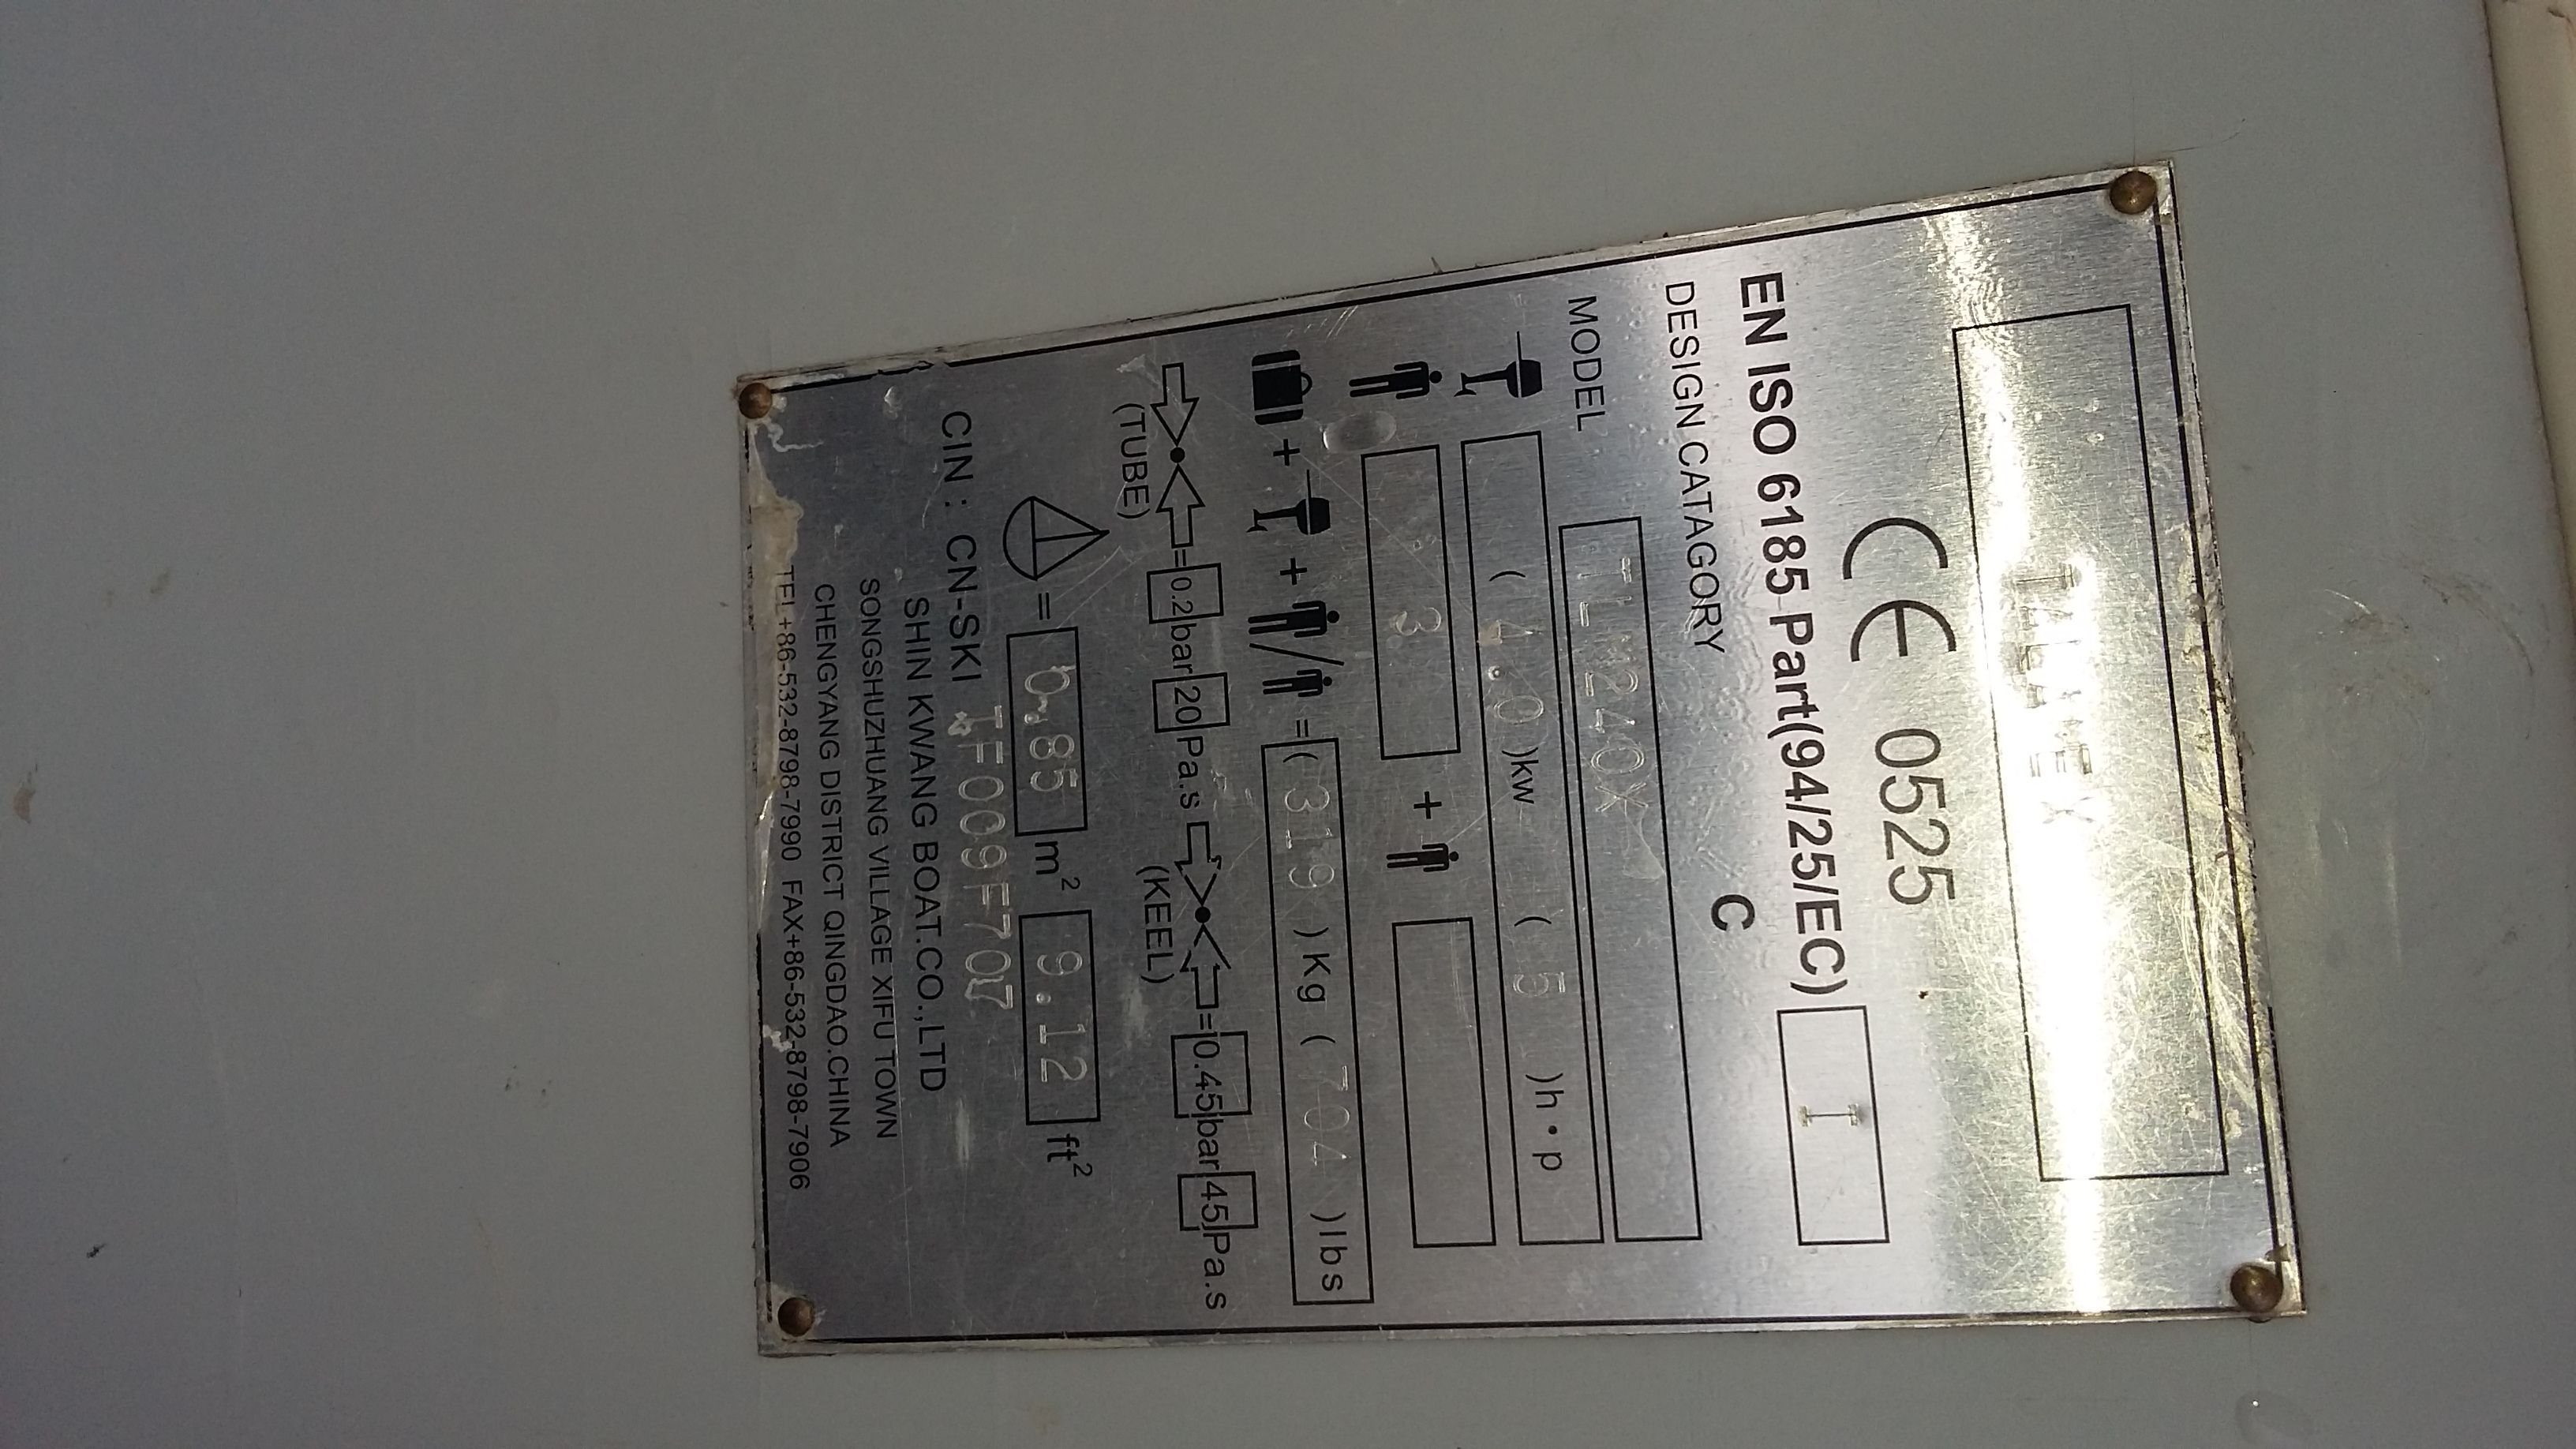 TALAMEX
CE 0525
EN ISO 6185-Part(94/25/EC) I
DESIGN CATAGORY C
MODEL TLM240X
( 4.0 )kw ( 5 )h·p
3 +
+ + / =( 319 )Kg ( 704 )lbs
=0.2bar 20Pa.s =0.45bar 45Pa.s
(TUBE) (KEEL)
= 0.85 m² 9.12 ft²
CIN : CN-SKI
SHIN KWANG BOAT.CO.,LTD
SONGSHUZHUANG VILLAGE XIFU TOWN
CHENGYANG DISTRICT QINGDAO.CHINA
TEL+86-532-8798-7990 FAX+86-532-8798-7906